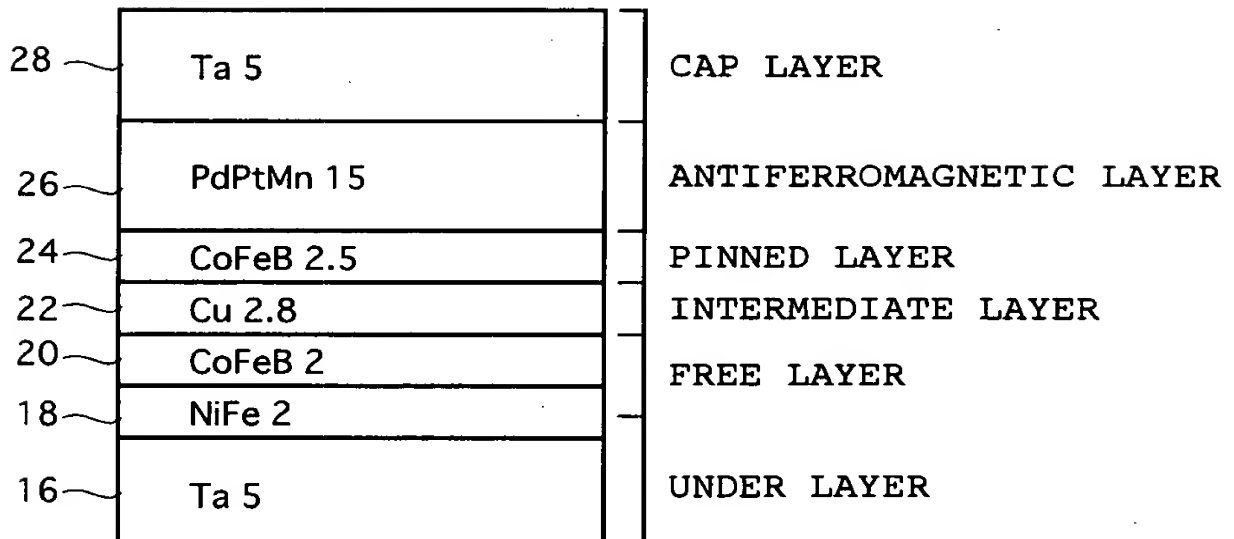 28 Ta 5 CAP LAYER
26 PdPtMn 15 ANTIFERROMAGNETIC LAYER
24 CoFeB 2.5 PINNED LAYER
22 Cu 2.8 INTERMEDIATE LAYER
20 CoFeB 2 FREE LAYER
18 NiFe 2
16 Ta 5 UNDER LAYER